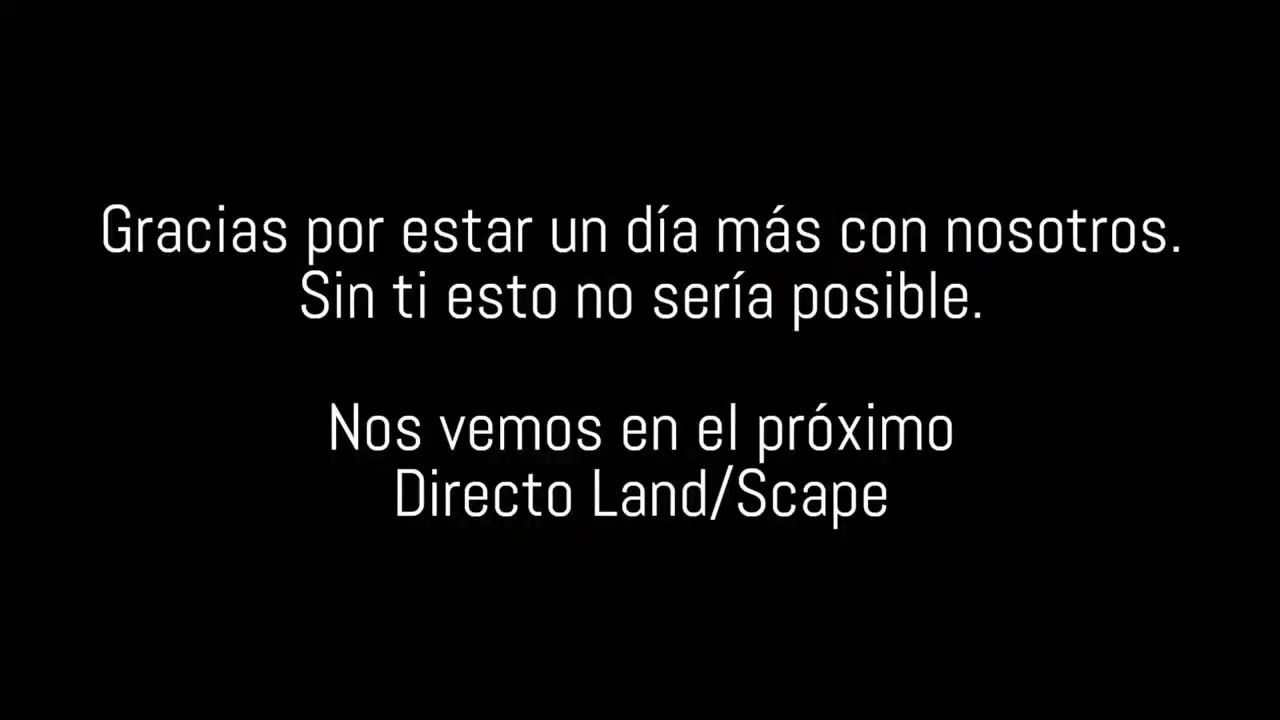 Gracias por estar un día más con nosotros.
Sin ti esto no sería posible.
Nos vemos en el próximo
Directo Land/Scape